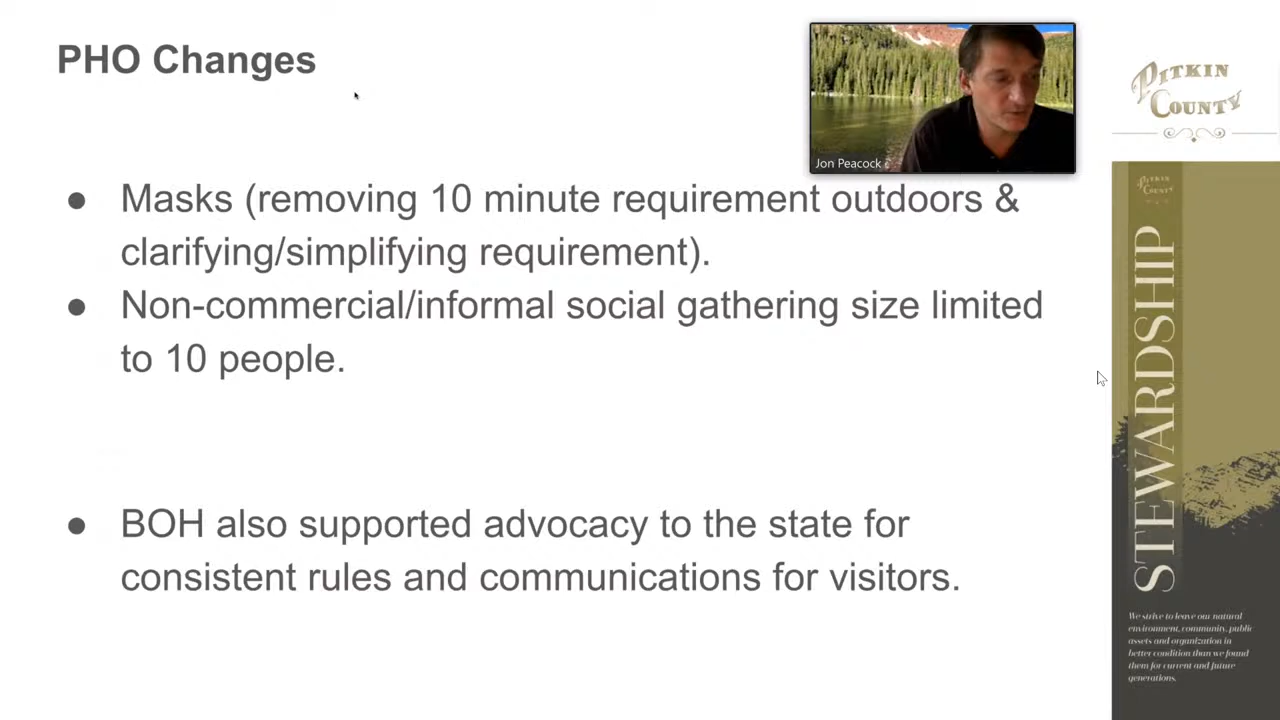 PHO Changes
Jon Peacock
PITKIN
COUNTY
● Masks (removing 10 minute requirement outdoors &
clarifying/simplifying requirement).
● Non-commercial/informal social gathering size limited
to 10 people.
● BOH also supported advocacy to the state for
consistent rules and communications for visitors.
PITKIN
COUNTY
STEWARDSHIP
We strive to leave our natural
environment, community, public
assets and organization in
better condition than we found
them for current and future
generations.